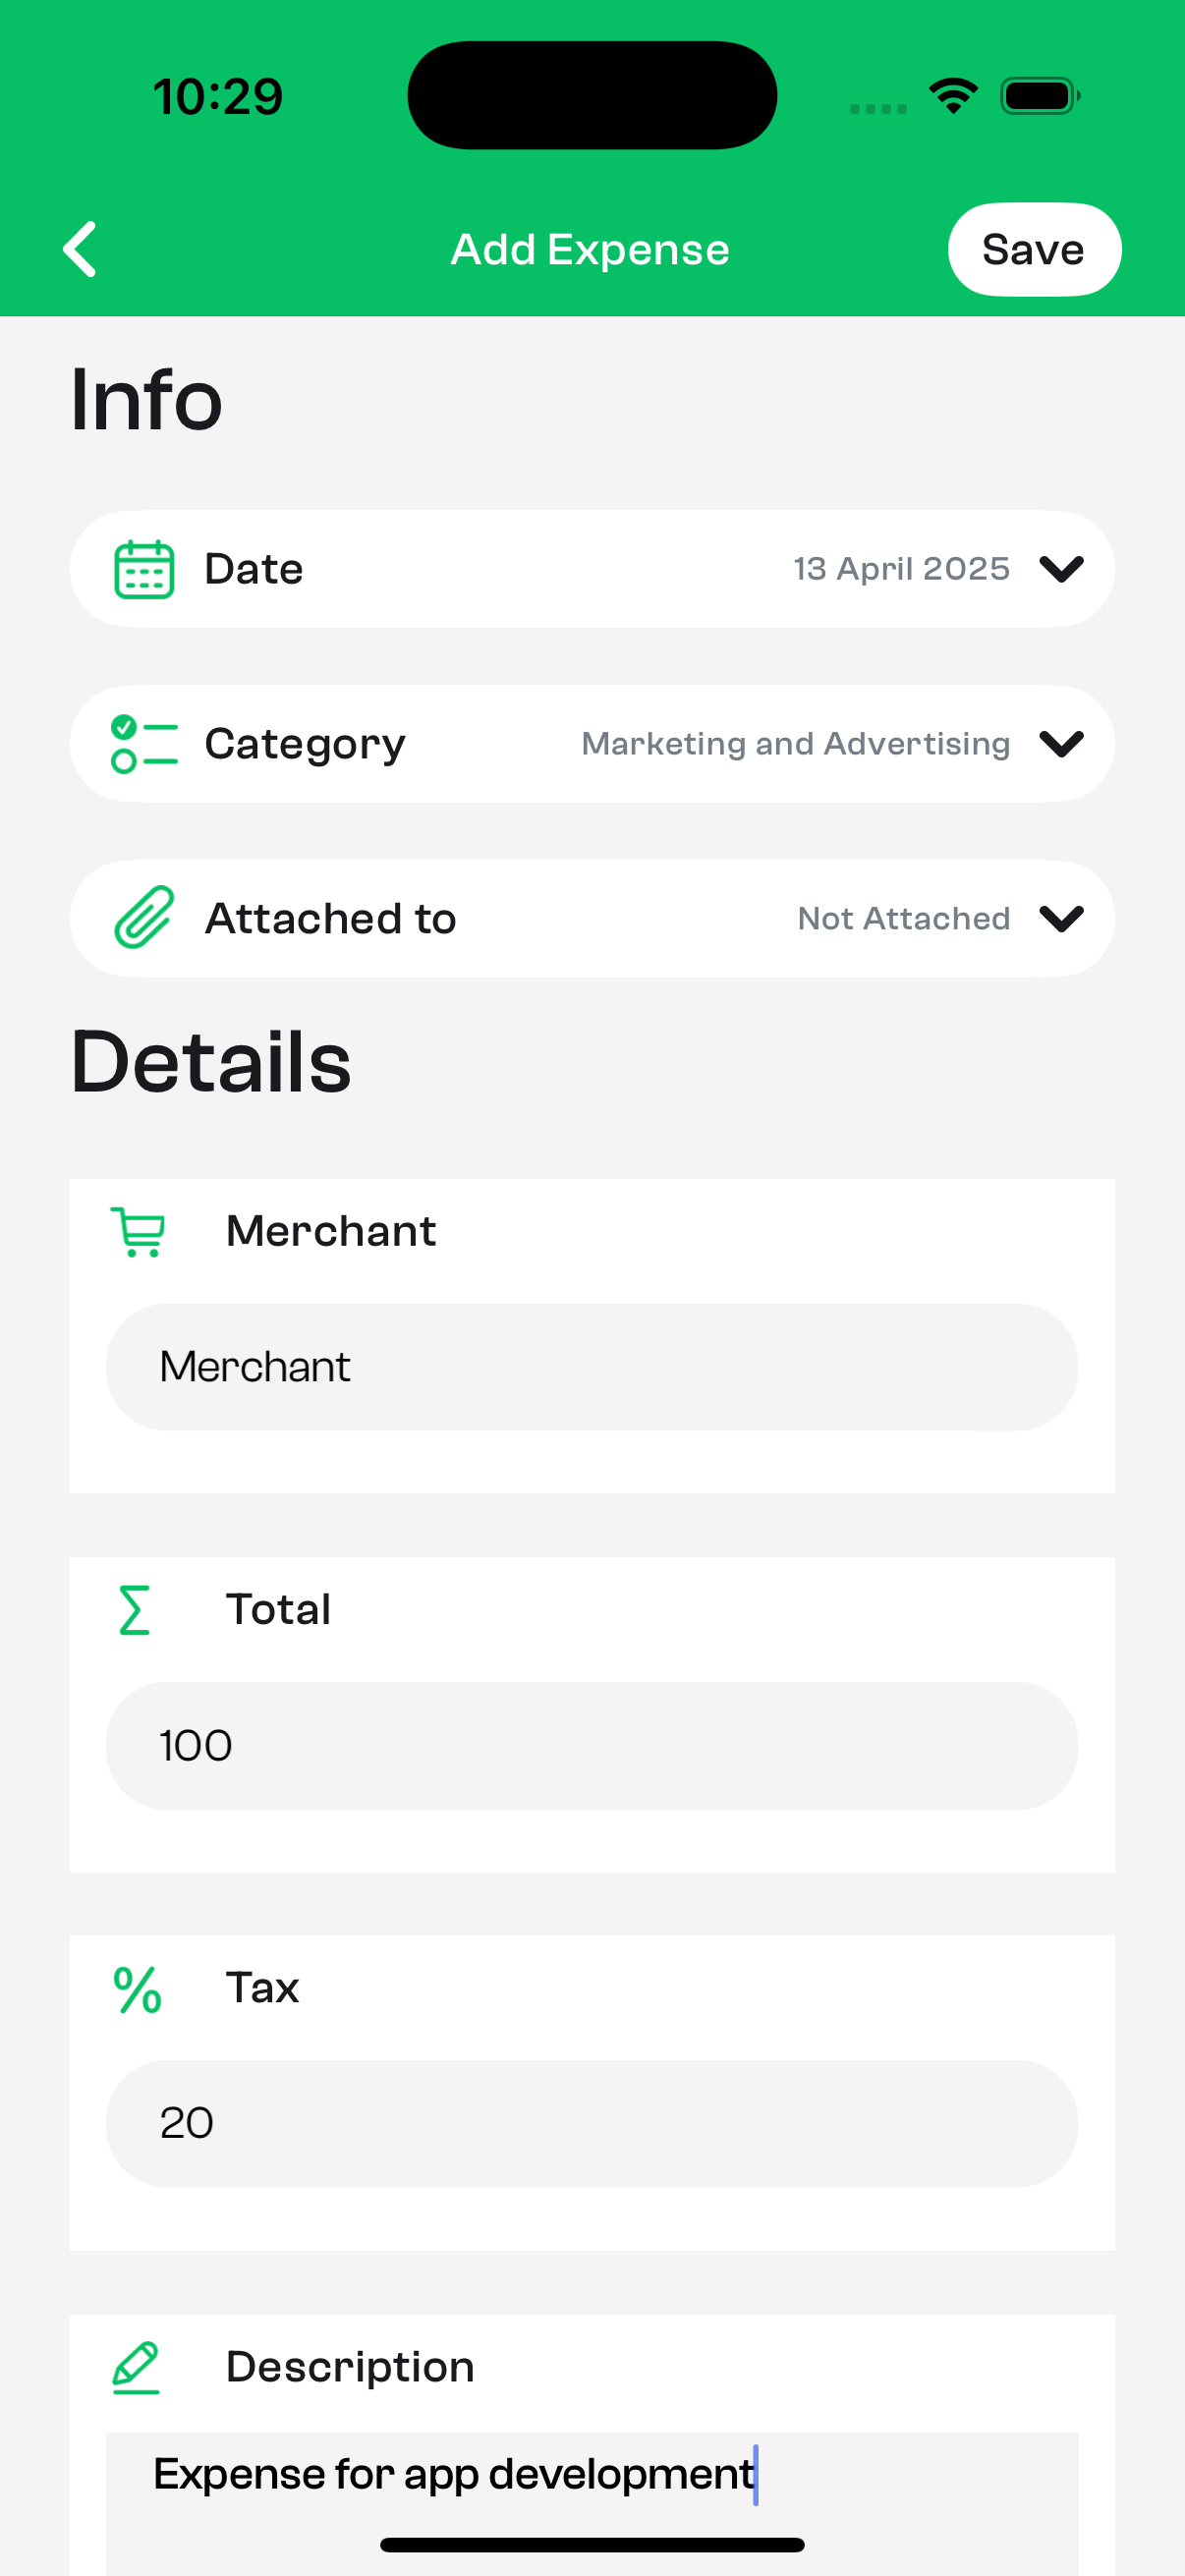 10:29
Add Expense
Save
Info
Date
13 April 2025
Category
Marketing and Advertising
Attached to
Not Attached
Details
Merchant
Merchant
Total
100
% Tax
20
Description
Expense for app development